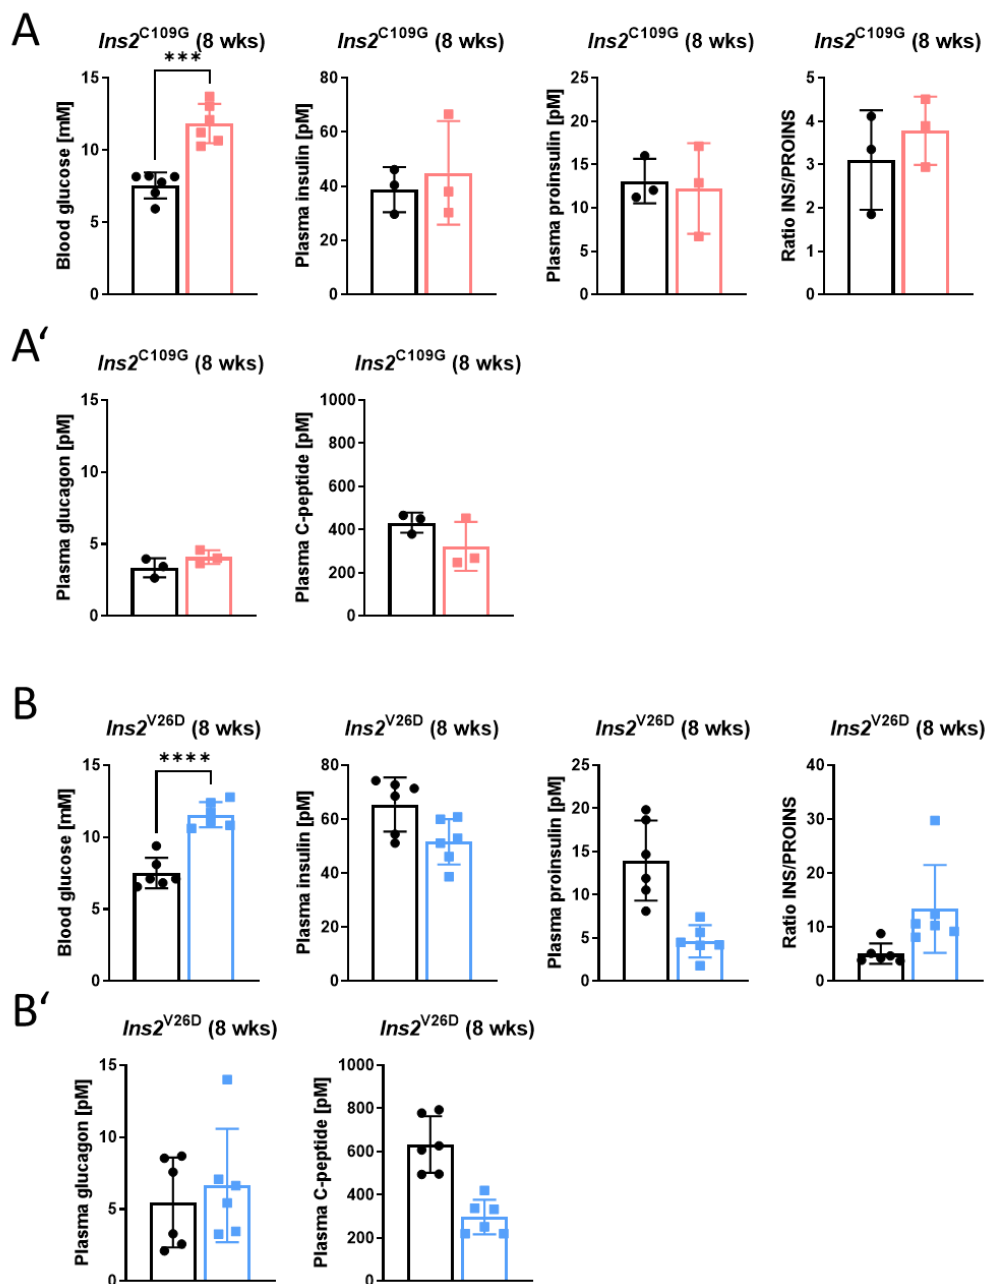 A
Ins2C109G (8 wks)
***
Blood glucose [mM]
15
10
5
0
Ins2C109G (8 wks)
Plasma insulin [pM]
80
60
40
20
0
Ins2C109G (8 wks)
Plasma proinsulin [pM]
25
20
15
10
5
0
Ins2C109G (8 wks)
Ratio INS/PROINS
5
4
3
2
1
0
A‘
Ins2C109G (8 wks)
Plasma glucagon [pM]
15
10
5
0
Ins2C109G (8 wks)
Plasma C-peptide [pM]
1000
800
600
400
200
0
B
Ins2V26D (8 wks)
****
Blood glucose [mM]
15
10
5
0
Ins2V26D (8 wks)
Plasma insulin [pM]
80
60
40
20
0
Ins2V26D (8 wks)
Plasma proinsulin [pM]
25
20
15
10
5
0
Ins2V26D (8 wks)
Ratio INS/PROINS
40
30
20
10
0
B‘
Ins2V26D (8 wks)
Plasma glucagon [pM]
15
10
5
0
Ins2V26D (8 wks)
Plasma C-peptide [pM]
1000
800
600
400
200
0